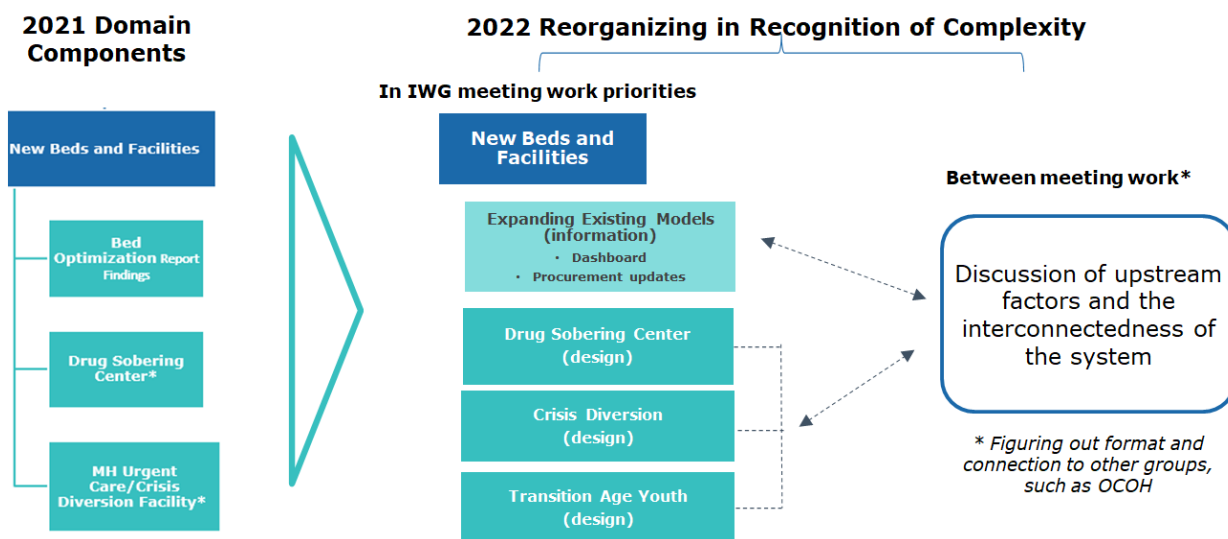 2021 Domain
Components
New Beds and Facilities
Bed
Optimization Report
Findings
Drug Sobering
Center*
MH Urgent
Care/Crisis
Diversion Facility*
2022 Reorganizing in Recognition of Complexity
In IWG meeting work priorities
New Beds and
Facilities
Expanding Existing Models
(information)
• Dashboard
• Procurement updates
Drug Sobering Center
(design)
Crisis Diversion
(design)
Transition Age Youth
(design)
Between meeting work*
Discussion of upstream
factors and the
interconnectedness of
the system
* Figuring out format and
connection to other groups,
such as OCOH